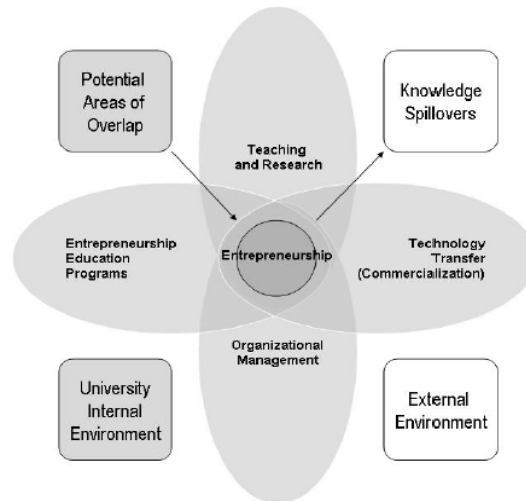 Potential
Areas of
Overlap
Knowledge
Spillovers
Teaching
and Research
Entrepreneurship
Education
Programs
Entrepreneurship
Technology
Transfer
(Commercialization)
Organizational
Management
University
Internal
Environment
External
Environment